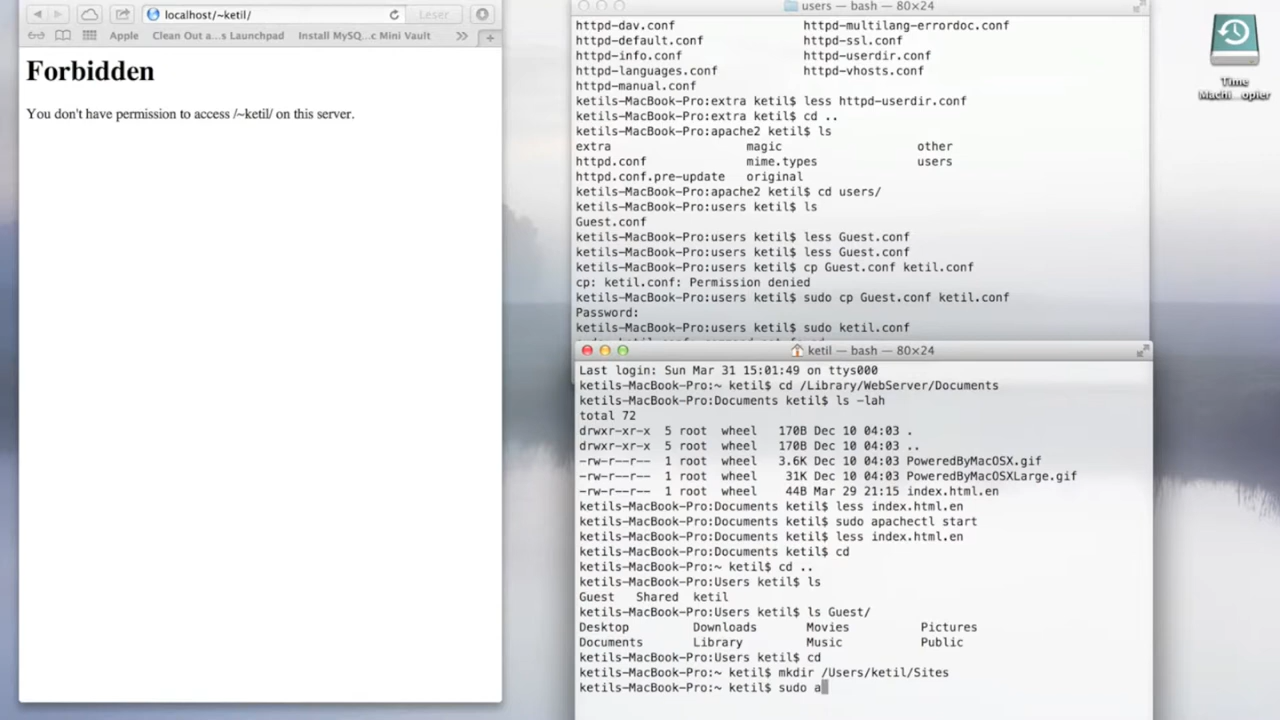 localhost/~ketil/
Leser
Apple Clean Out a...s Launchpad Install MySQ...c Mini Vault
Forbidden
You don't have permission to access /~ketil/ on this server.
users — bash — 80×24
httpd-dav.conf httpd-multilang-errordoc.conf
httpd-default.conf httpd-ssl.conf
httpd-info.conf httpd-userdir.conf
httpd-languages.conf httpd-vhosts.conf
httpd-manual.conf
ketils-MacBook-Pro:extra ketil$ less httpd-userdir.conf
ketils-MacBook-Pro:extra ketil$ cd ..
ketils-MacBook-Pro:apache2 ketil$ ls
extra magic other
httpd.conf mime.types users
httpd.conf.pre-update original
ketils-MacBook-Pro:apache2 ketil$ cd users/
ketils-MacBook-Pro:users ketil$ ls
Guest.conf
ketils-MacBook-Pro:users ketil$ less Guest.conf
ketils-MacBook-Pro:users ketil$ less Guest.conf
ketils-MacBook-Pro:users ketil$ cp Guest.conf ketil.conf
cp: ketil.conf: Permission denied
ketils-MacBook-Pro:users ketil$ sudo cp Guest.conf ketil.conf
Password:
ketils-MacBook-Pro:users ketil$ sudo ketil.conf
ketil — bash — 80×24
Last login: Sun Mar 31 15:01:49 on ttys000
ketils-MacBook-Pro:~ ketil$ cd /Library/WebServer/Documents
ketils-MacBook-Pro:Documents ketil$ ls -lah
total 72
drwxr-xr-x 5 root wheel 170B Dec 10 04:03 .
drwxr-xr-x 5 root wheel 170B Dec 10 04:03 ..
-rw-r--r-- 1 root wheel 3.6K Dec 10 04:03 PoweredByMacOSX.gif
-rw-r--r-- 1 root wheel 31K Dec 10 04:03 PoweredByMacOSXLarge.gif
-rw-r--r-- 1 root wheel 44B Mar 29 21:15 index.html.en
ketils-MacBook-Pro:Documents ketil$ less index.html.en
ketils-MacBook-Pro:Documents ketil$ sudo apachectl start
ketils-MacBook-Pro:Documents ketil$ less index.html.en
ketils-MacBook-Pro:Documents ketil$ cd
ketils-MacBook-Pro:~ ketil$ cd ..
ketils-MacBook-Pro:Users ketil$ ls
Guest Shared ketil
ketils-MacBook-Pro:Users ketil$ ls Guest/
Desktop Downloads Movies Pictures
Documents Library Music Public
ketils-MacBook-Pro:Users ketil$ cd
ketils-MacBook-Pro:~ ketil$ mkdir /Users/ketil/Sites
ketils-MacBook-Pro:~ ketil$ sudo a
Time
Machi...opier